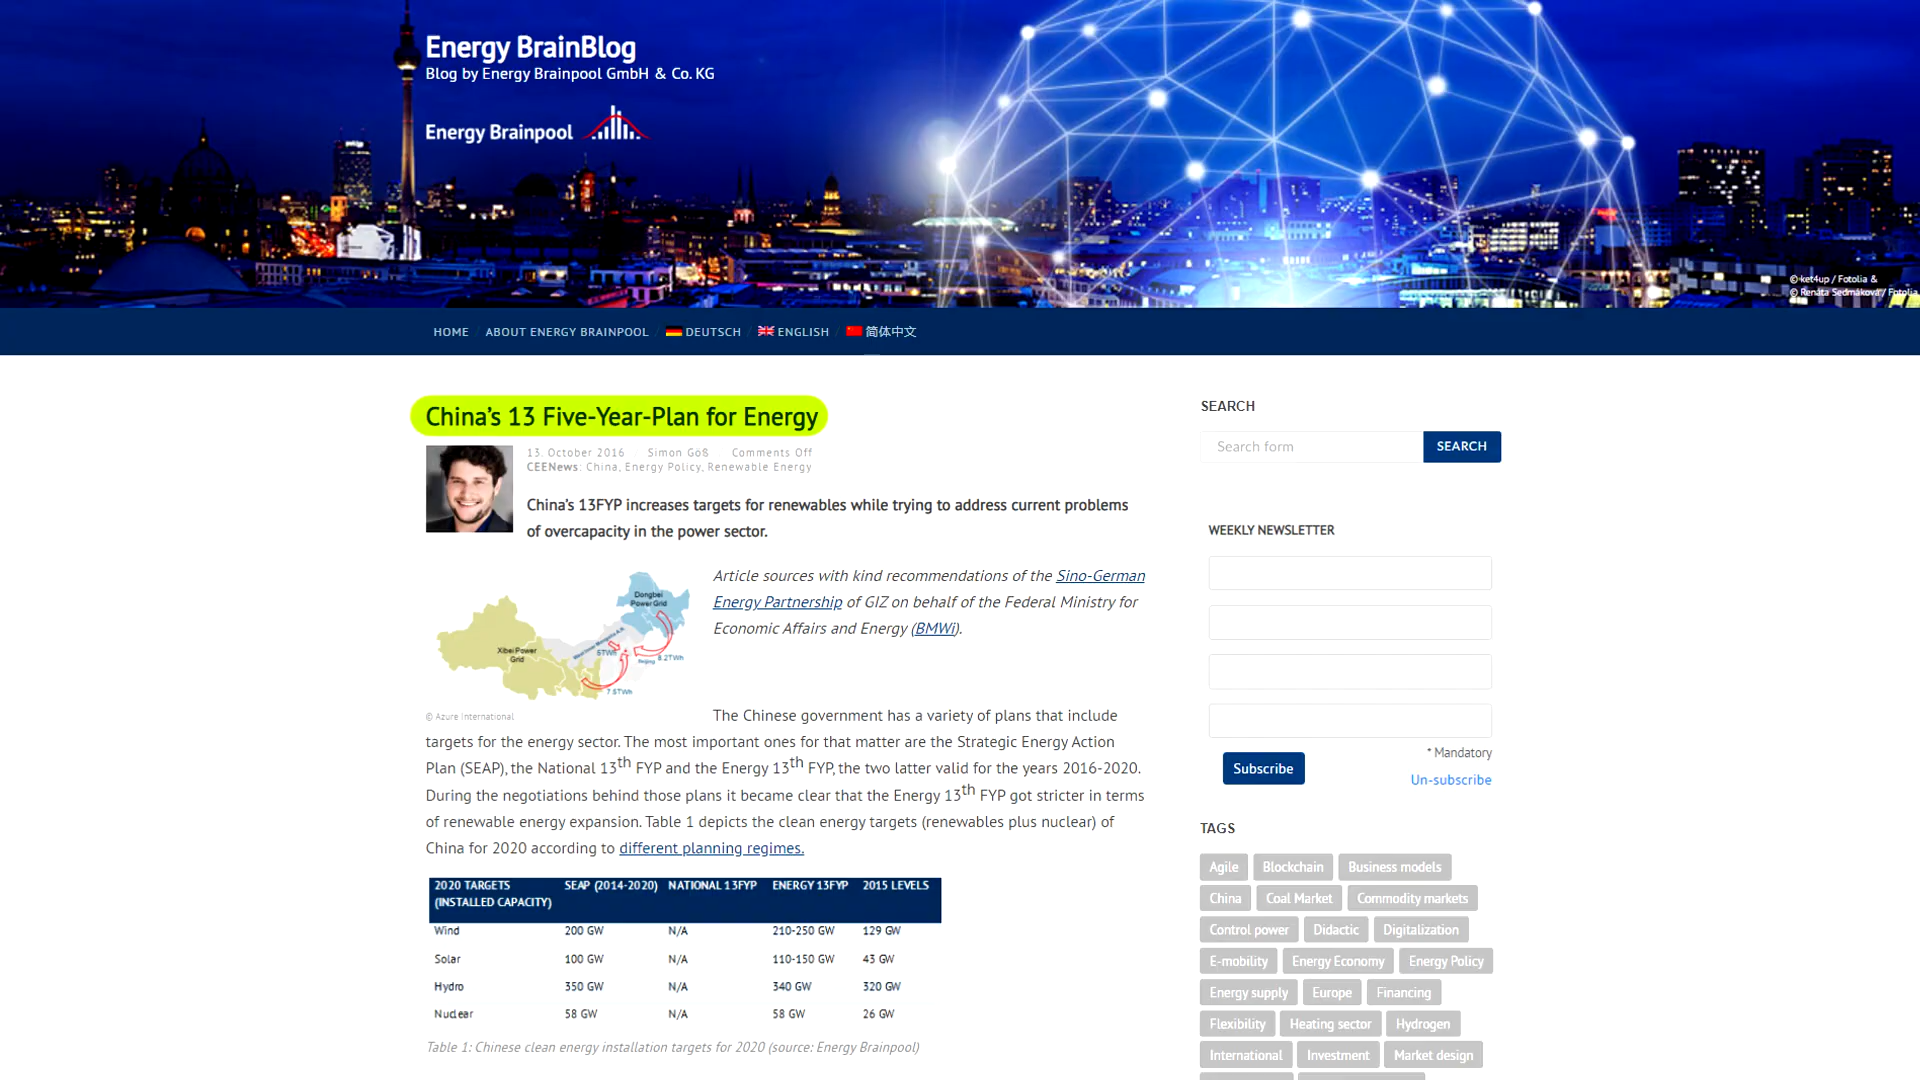 Energy BrainBlog
Blog by Energy Brainpool GmbH & Co. KG
Energy Brainpool
© ket4up / Fotolia &
© Renáta Sedmáková / Fotolia
HOME / ABOUT ENERGY BRAINPOOL / DEUTSCH / ENGLISH / 简体中文
China's 13 Five-Year-Plan for Energy
13. October 2016 . Simon Göß . Comments Off
CEENews: China, Energy Policy, Renewable Energy
China's 13FYP increases targets for renewables while trying to address current problems
of overcapacity in the power sector.
Dongbei
Power Grid
Xibei Power
Grid
6TWh
Beijing
8.2TWh
7.5TWh
© Azure International
Article sources with kind recommendations of the Sino-German
Energy Partnership of GIZ on behalf of the Federal Ministry for
Economic Affairs and Energy (BMWi).
The Chinese government has a variety of plans that include
targets for the energy sector. The most important ones for that matter are the Strategic Energy Action
Plan (SEAP), the National 13th FYP and the Energy 13th FYP, the two latter valid for the years 2016-2020.
During the negotiations behind those plans it became clear that the Energy 13th FYP got stricter in terms
of renewable energy expansion. Table 1 depicts the clean energy targets (renewables plus nuclear) of
China for 2020 according to different planning regimes.
2020 TARGETS (INSTALLED CAPACITY) SEAP (2014-2020) NATIONAL 13FYP ENERGY 13FYP 2015 LEVELS
Wind 200 GW N/A 210-250 GW 129 GW
Solar 100 GW N/A 110-150 GW 43 GW
Hydro 350 GW N/A 340 GW 320 GW
Nuclear 58 GW N/A 58 GW 26 GW
Table 1: Chinese clean energy installation targets for 2020 (source: Energy Brainpool)
SEARCH
Search form SEARCH
WEEKLY NEWSLETTER
* Mandatory
Subscribe
Un-subscribe
TAGS
Agile Blockchain Business models
China Coal Market Commodity markets
Control power Didactic Digitalization
E-mobility Energy Economy Energy Policy
Energy supply Europe Financing
Flexibility Heating sector Hydrogen
International Investment Market design